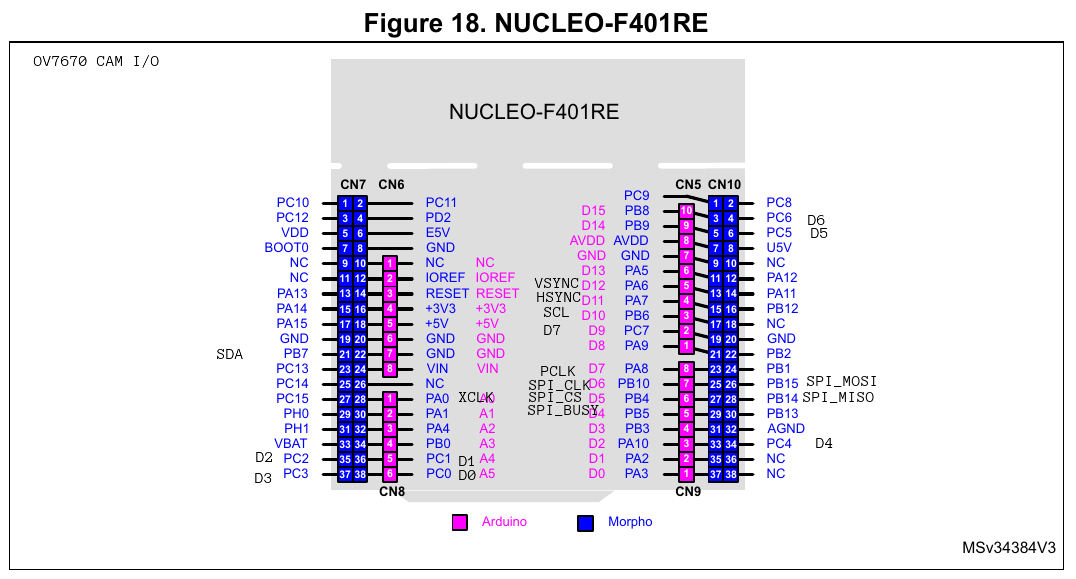 Figure 18. NUCLEO-F401RE
OV7670 CAM I/O
NUCLEO-F401RE
CN7 CN6 CN5 CN10
PC9
PC10 1 2 PC11 1 2 PC8
PC12 3 4 PD2 D15 PB8 10 3 4 PC6 D6
VDD 5 6 E5V D14 PB9 9 5 6 PC5 D5
BOOT0 7 8 GND AVDD AVDD 8 7 8 U5V
NC 9 10 1 NC NC GND GND 7 9 10 NC
NC 11 12 2 IOREF IOREF D13 PA5 6 11 12 PA12
PA13 13 14 3 RESET RESET VSYNC D12 PA6 5 13 14 PA11
PA14 15 16 4 +3V3 +3V3 HSYNC D11 PA7 4 15 16 PB12
PA15 17 18 5 +5V +5V SCL D10 PB6 3 17 18 NC
GND 19 20 6 GND GND D7 D9 PC7 2 19 20 GND
SDA PB7 21 22 7 GND GND D8 PA9 1 21 22 PB2
PC13 23 24 8 VIN VIN PCLK D7 PA8 8 23 24 PB1
PC14 25 26 NC SPI_CLK D6 PB10 7 25 26 PB15 SPI_MOSI
PC15 27 28 1 PA0 XCLK A0 SPI_CS D5 PB4 6 27 28 PB14 SPI_MISO
PH0 29 30 2 PA1 A1 SPI_BUSY D4 PB5 5 29 30 PB13
PH1 31 32 3 PA4 A2 D3 PB3 4 31 32 AGND
VBAT 33 34 4 PB0 A3 D2 PA10 3 33 34 PC4 D4
D2 PC2 35 36 5 PC1 D1 A4 D1 PA2 2 35 36 NC
D3 PC3 37 38 6 PC0 D0 A5 D0 PA3 1 37 38 NC
CN8 CN9
Arduino Morpho
MSv34384V3